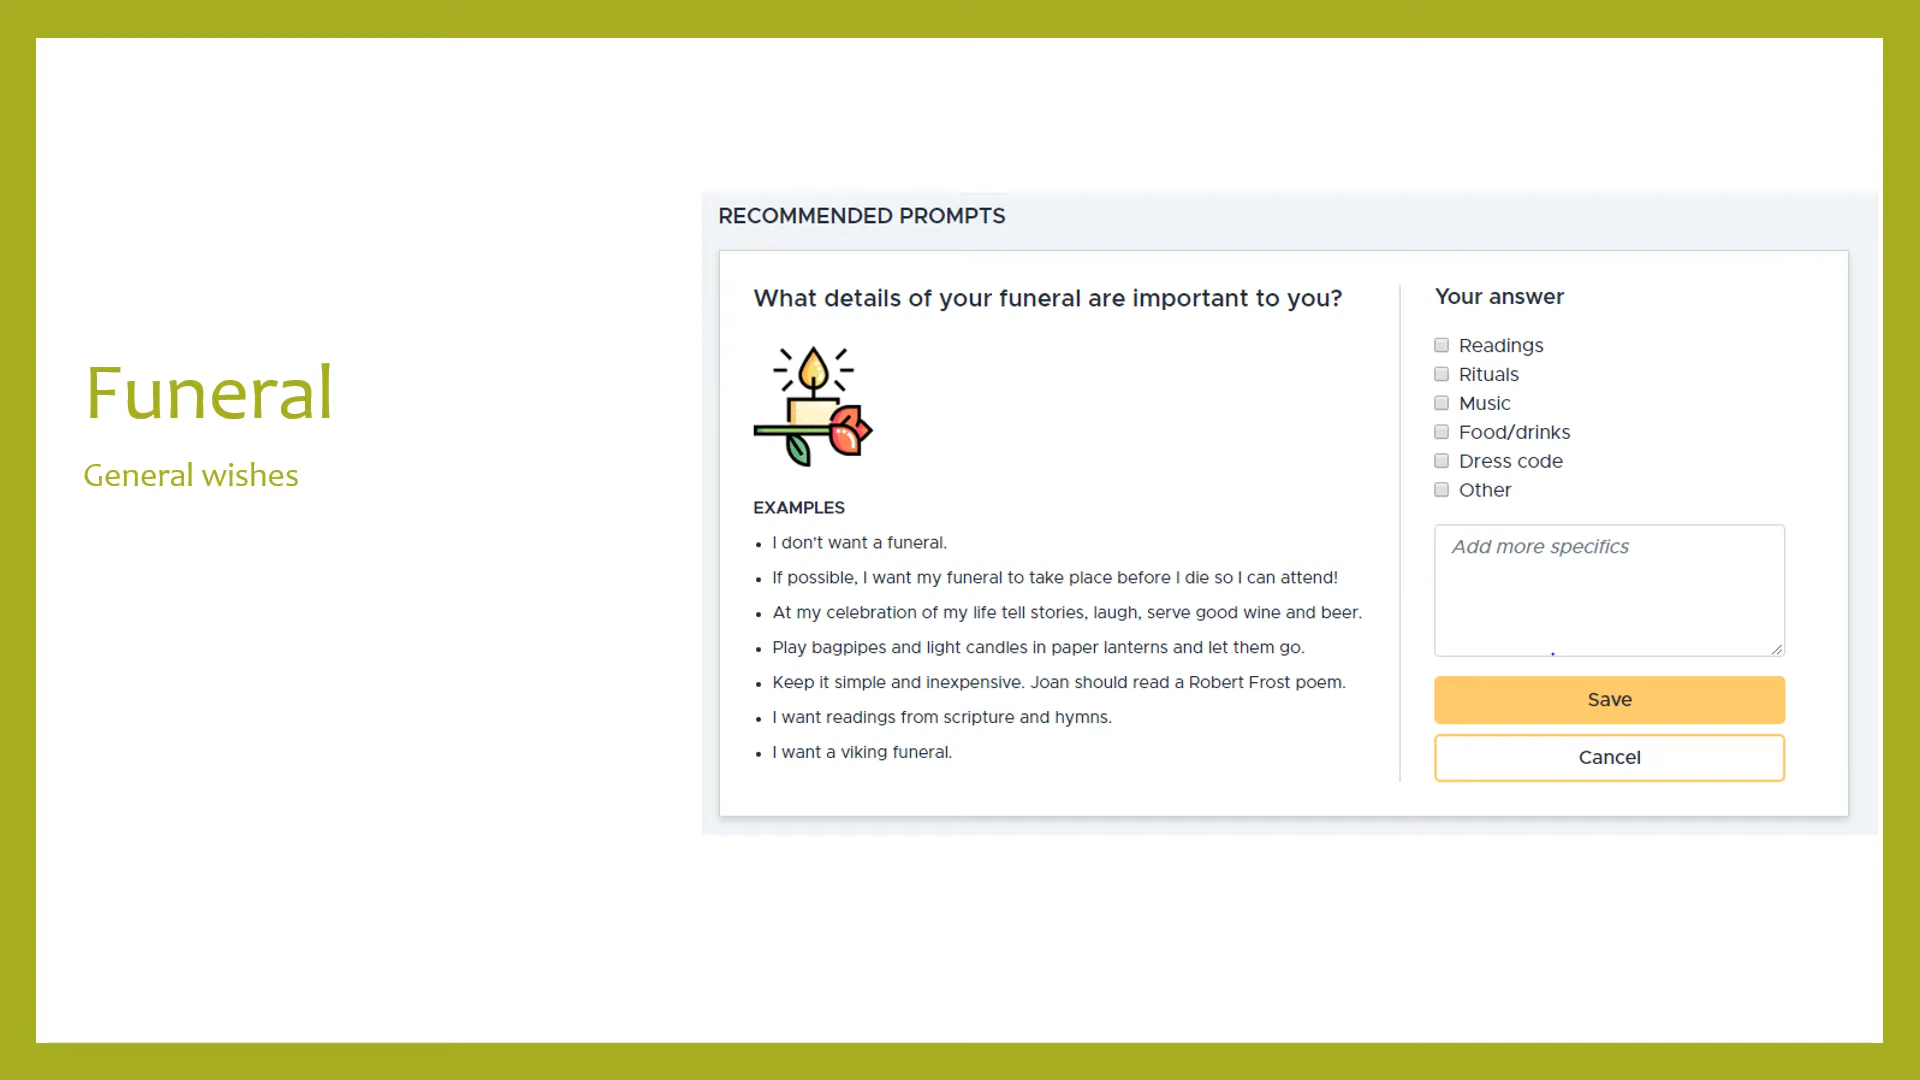 Funeral
General wishes
RECOMMENDED PROMPTS
What details of your funeral are important to you?
EXAMPLES
• I don't want a funeral.
• If possible, I want my funeral to take place before I die so I can attend!
• At my celebration of my life tell stories, laugh, serve good wine and beer.
• Play bagpipes and light candles in paper lanterns and let them go.
• Keep it simple and inexpensive. Joan should read a Robert Frost poem.
• I want readings from scripture and hymns.
• I want a viking funeral.
Your answer
Readings
Rituals
Music
Food/drinks
Dress code
Other
Add more specifics
Save
Cancel